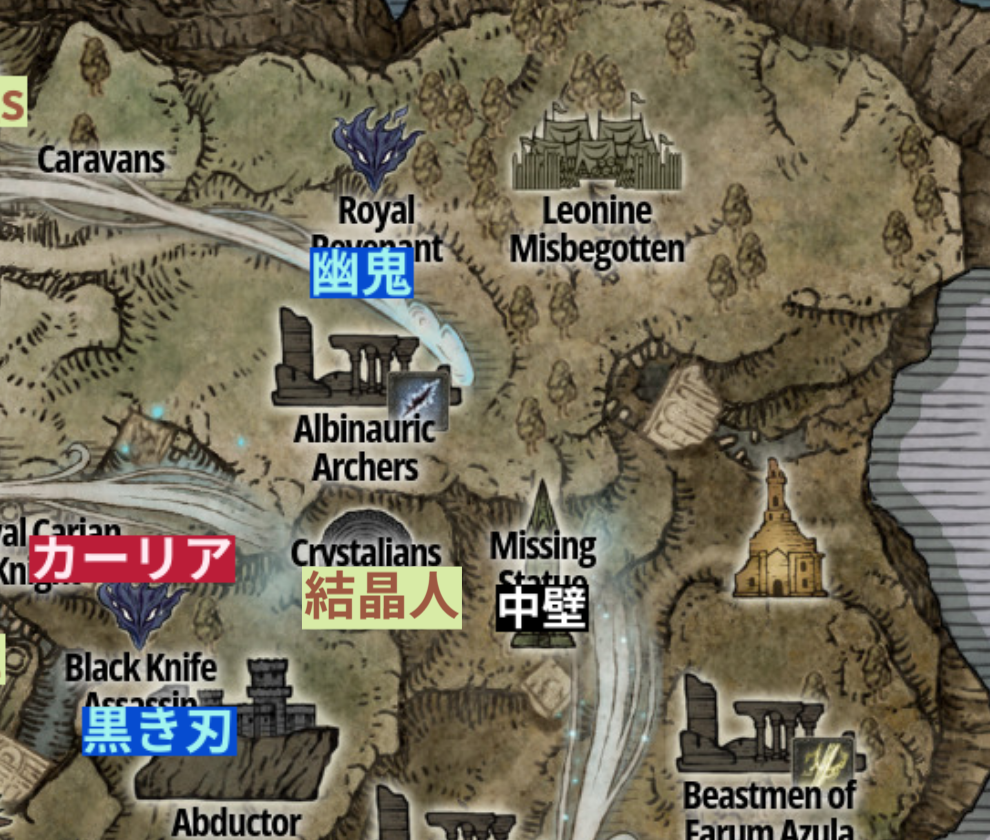 s
Caravans
Royal
Revenant
幽鬼
Leonine
Misbegotten
Albinauric
Archers
Crystalians
結晶人
Missing
Statue
中壁
カーリア
Black Knife
Assassin
黒き刃
Abductor
Beastmen of
Farum Azula